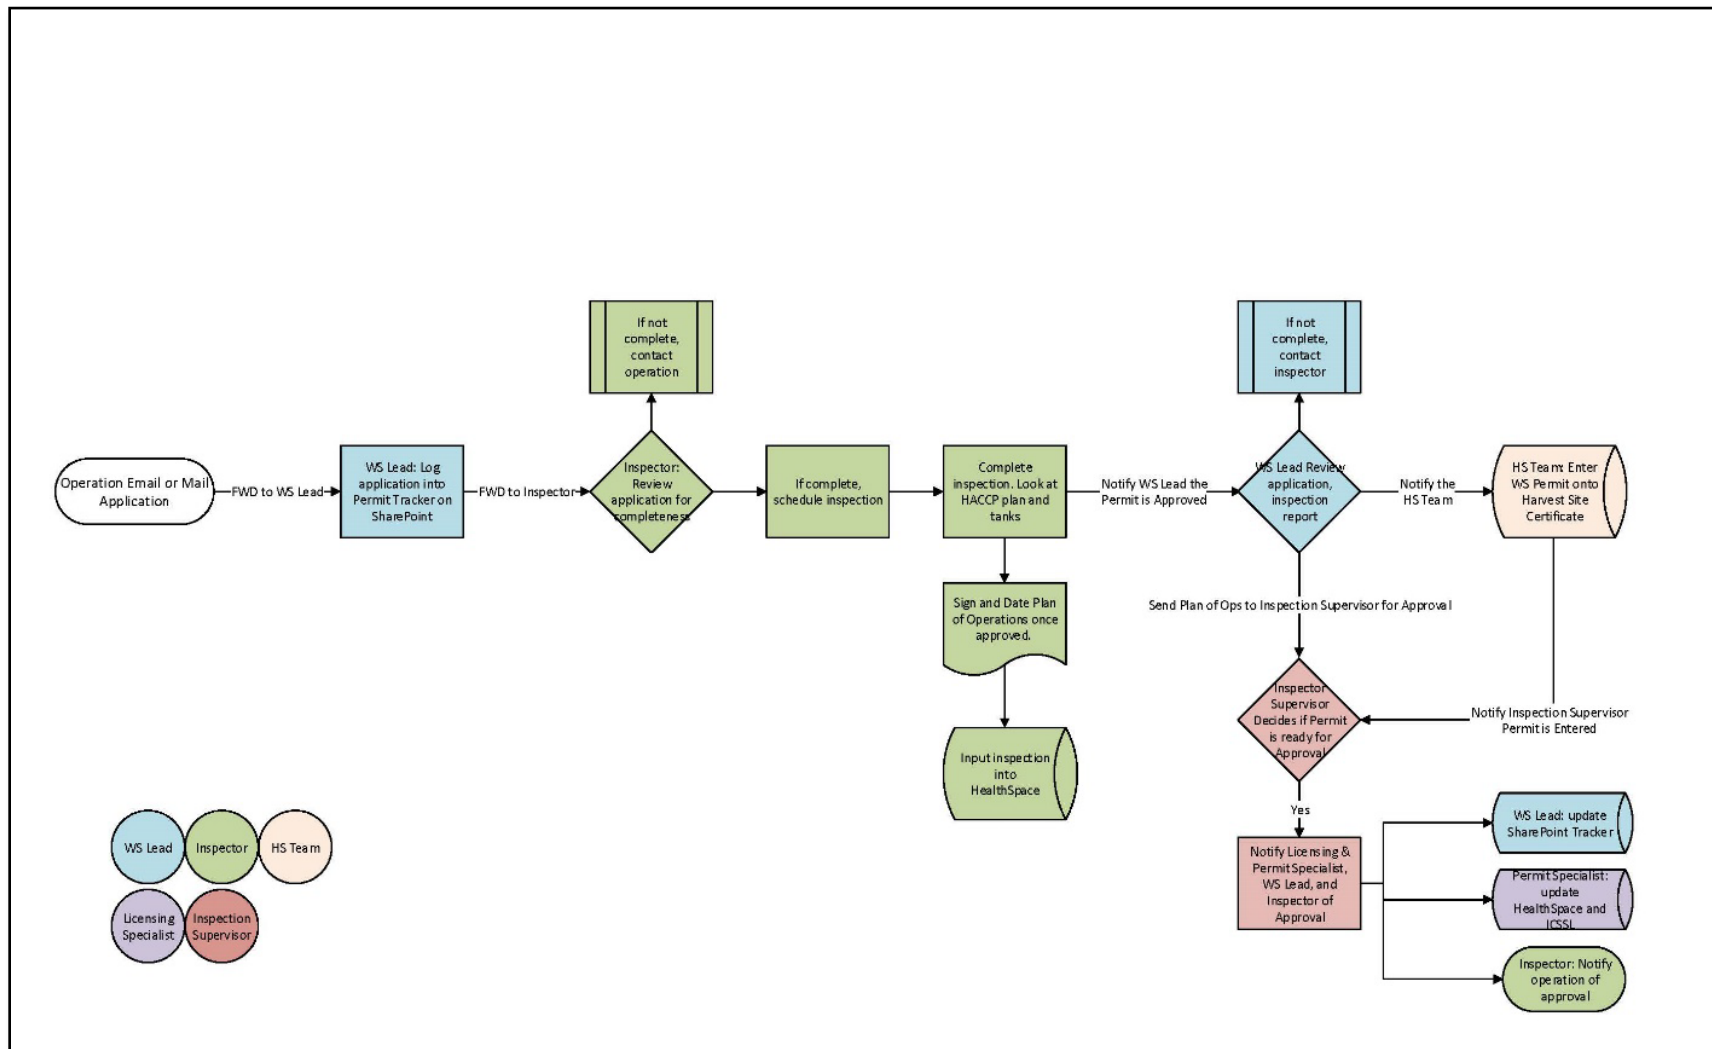 If not
complete,
contact
operation
If not
complete,
contact
inspector
Operation Email or Mail
Application
FWD to WS Lead
WS Lead: Log
application into
Permit Tracker on
SharePoint
FWD to Inspector
Inspector:
Review
application for
completeness
If complete,
schedule inspection
Complete
inspection. Look at
HACCP plan and
tanks
Notify WS Lead the
Permit is Approved
WS Lead Review
application,
inspection
report
Notify the
HS Team
HS Team: Enter
WS Permit onto
Harvest Site
Certificate
Sign and Date Plan
of Operations once
approved.
Send Plan of Ops to Inspection Supervisor for Approval
Inspector
Supervisor
Decides if Permit
is ready for
Approval
Notify Inspection Supervisor
Permit is Entered
Input inspection
into
HealthSpace
Yes
Notify Licensing &
Permit Specialist,
WS Lead, and
Inspector of
Approval
WS Lead: update
SharePoint Tracker
Permit Specialist:
update
HealthSpace and
ICSSL
Inspector: Notify
operation of
approval
WS Lead
Inspector
HS Team
Licensing
Specialist
Inspection
Supervisor